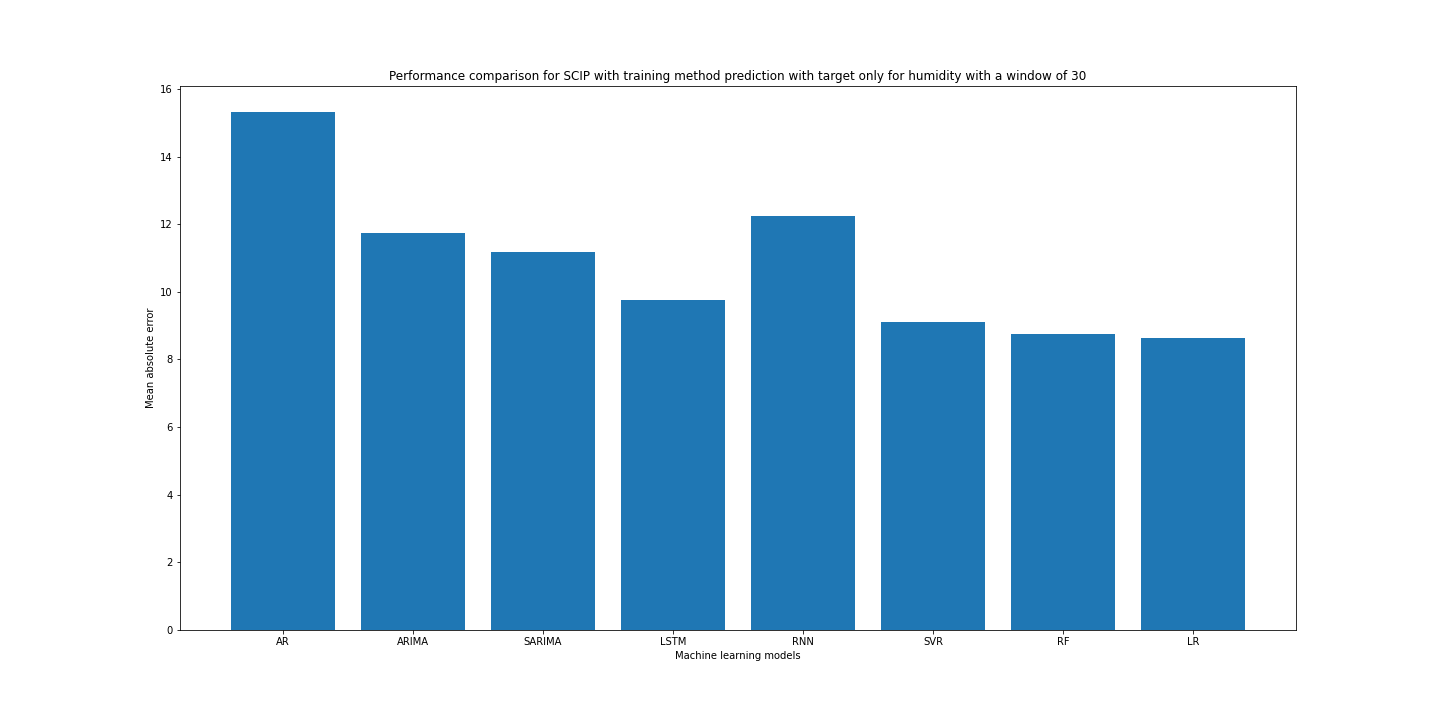 Performance comparison for SCIP with training method prediction with target only for humidity with a window of 30
16
14
12
10
8
6
4
2
0
Mean absolute error
AR ARIMA SARIMA LSTM RNN SVR RF LR
Machine learning models